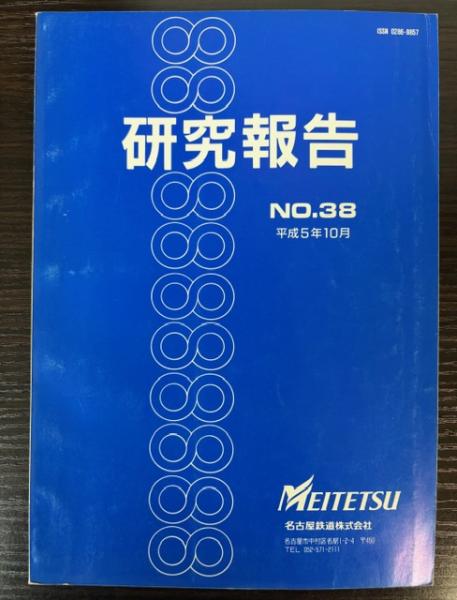 ISSN 0286-8857
研究報告
NO.38
平成5年10月
MEITETSU
名古屋鉄道株式会社
名古屋市中村区名駅1-2-4 〒450
TEL 052-571-2111